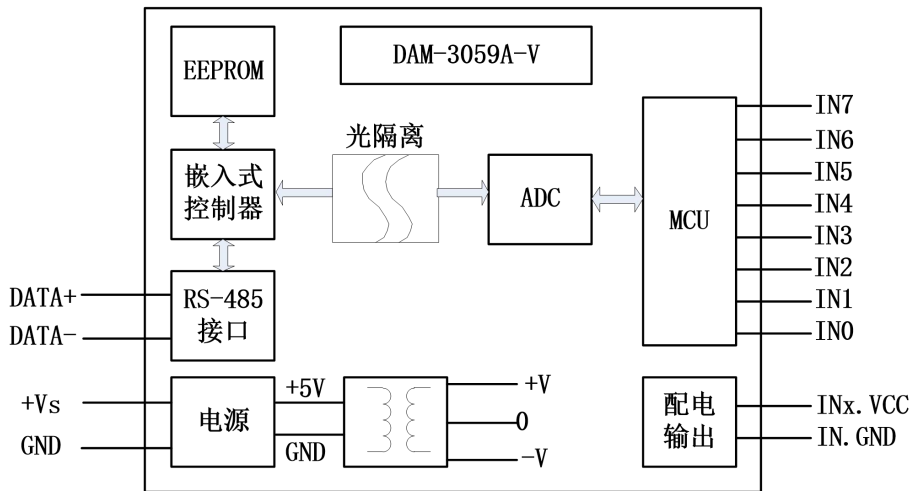 DAM-3059A-V
EEPROM
光隔离
嵌入式
控制器
ADC
MCU
IN7
IN6
IN5
IN4
IN3
IN2
IN1
IN0
DATA+
DATA-
RS-485
接口
+Vs
GND
电源
+5V
GND
+V
0
-V
配电
输出
INx.VCC
IN.GND